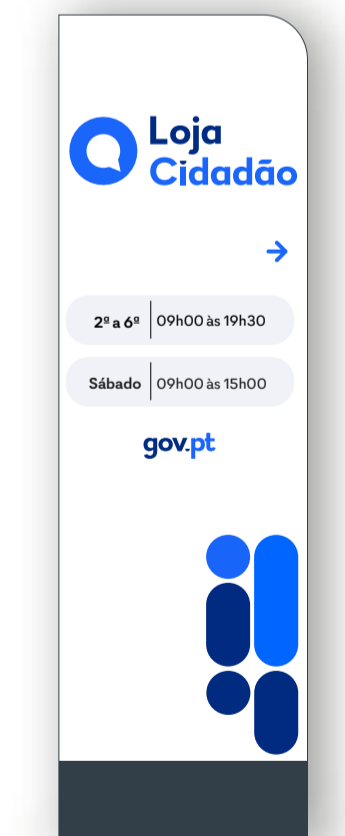 Loja
Cidadão
2ª a 6ª 09h00 às 19h30
Sábado 09h00 às 15h00
gov.pt